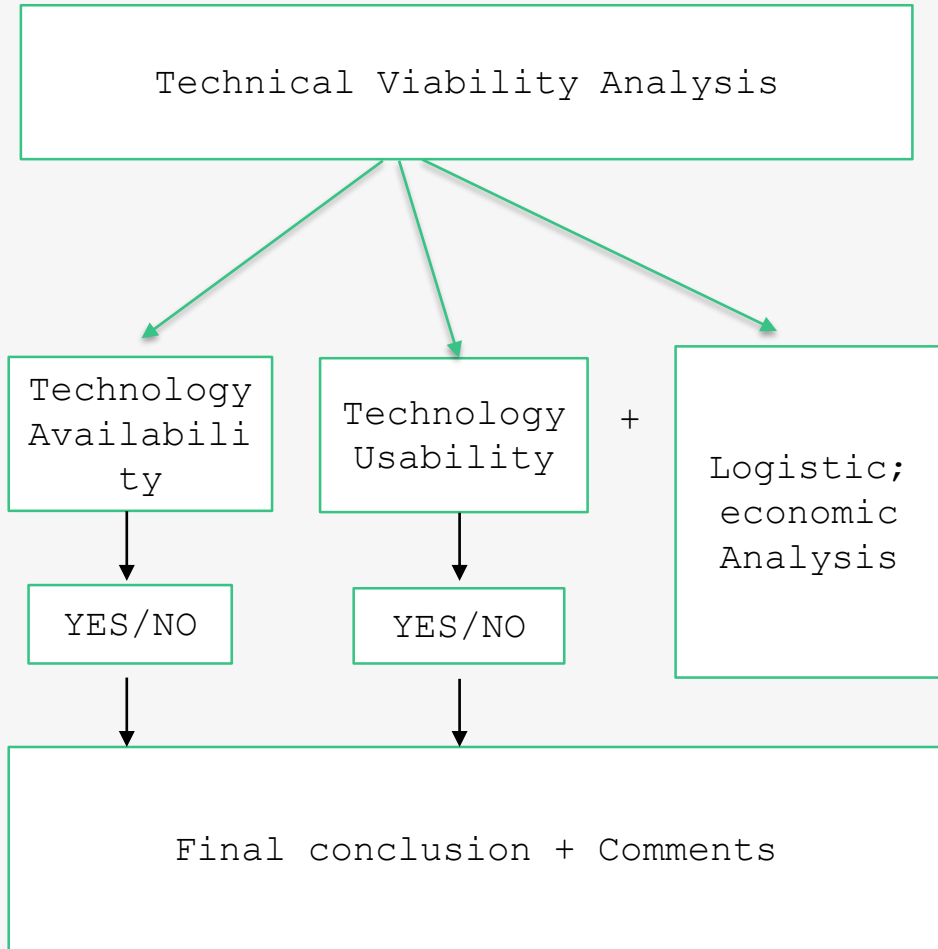 Technical Viability Analysis
Technology
Availabili
ty
Technology
Usability
+
Logistic;
economic
Analysis
YES/NO
YES/NO
Final conclusion + Comments